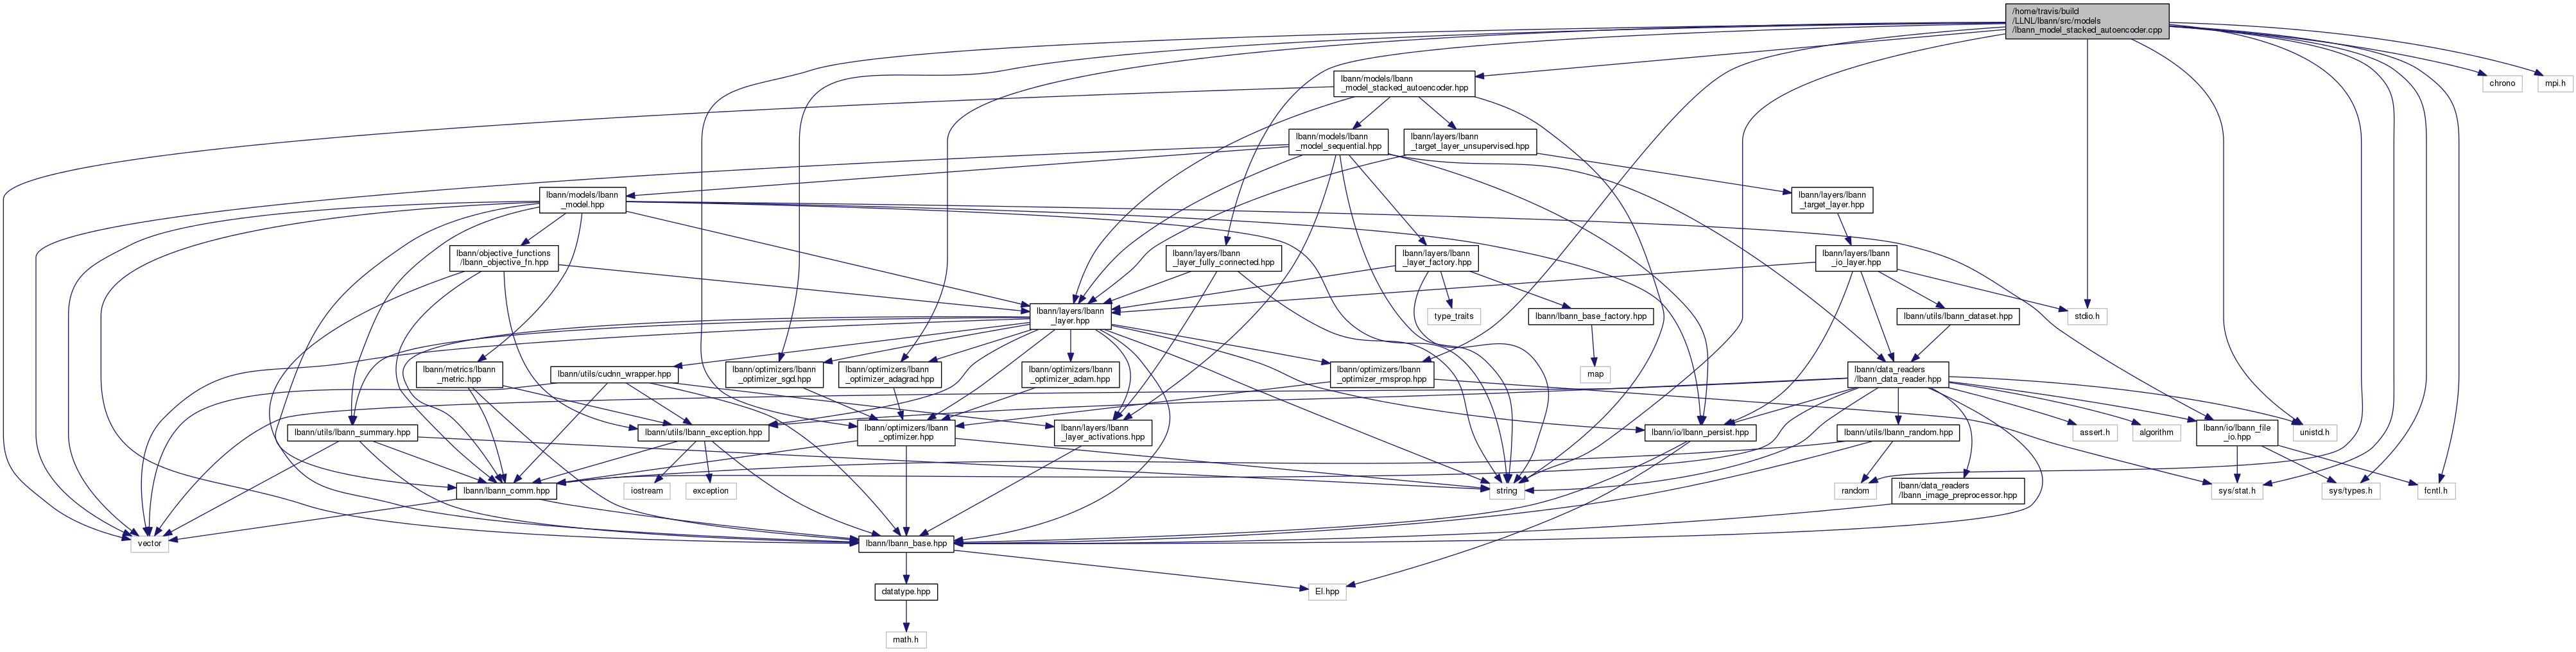 /home/travis/build
/LLNL/lbann/src/models
/lbann_model_stacked_autoencoder.cpp
lbann/models/lbann
_model_stacked_autoencoder.hpp
chrono
mpi.h
lbann/models/lbann
_model_sequential.hpp
lbann/layers/lbann
_target_layer_unsupervised.hpp
lbann/models/lbann
_model.hpp
lbann/layers/lbann
_target_layer.hpp
lbann/objective_functions
/lbann_objective_fn.hpp
lbann/layers/lbann
_layer_fully_connected.hpp
lbann/layers/lbann
_layer_factory.hpp
lbann/layers/lbann
_io_layer.hpp
lbann/layers/lbann
_layer.hpp
type_traits
lbann/lbann_base_factory.hpp
lbann/utils/lbann_dataset.hpp
stdio.h
lbann/metrics/lbann
_metric.hpp
lbann/utils/cudnn_wrapper.hpp
lbann/optimizers/lbann
_optimizer_sgd.hpp
lbann/optimizers/lbann
_optimizer_adagrad.hpp
lbann/optimizers/lbann
_optimizer_adam.hpp
lbann/optimizers/lbann
_optimizer_rmsprop.hpp
map
lbann/data_readers
/lbann_data_reader.hpp
lbann/utils/lbann_summary.hpp
lbann/utils/lbann_exception.hpp
lbann/optimizers/lbann
_optimizer.hpp
lbann/layers/lbann
_layer_activations.hpp
lbann/io/lbann_persist.hpp
lbann/utils/lbann_random.hpp
assert.h
algorithm
lbann/io/lbann_file
_io.hpp
unistd.h
lbann/lbann_comm.hpp
iostream
exception
string
random
lbann/data_readers
/lbann_image_preprocessor.hpp
sys/stat.h
sys/types.h
fcntl.h
vector
lbann/lbann_base.hpp
datatype.hpp
El.hpp
math.h